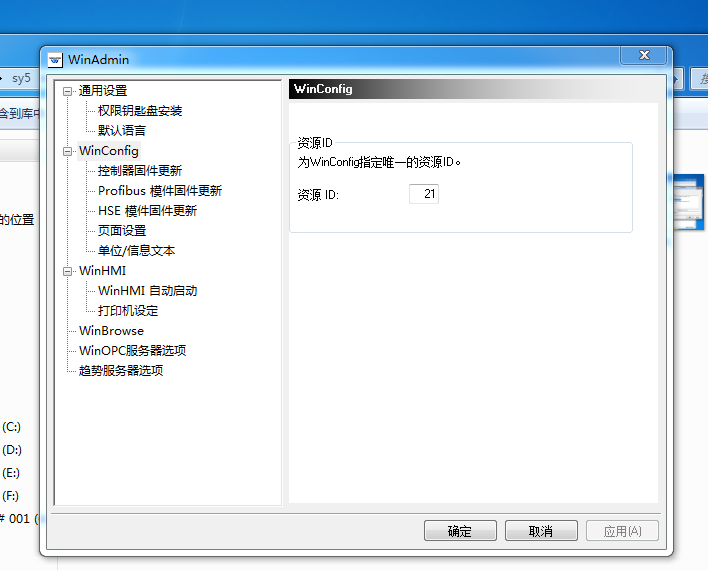 WinAdmin
sy5
含到库中
的位置
(C:)
(D:)
(E:)
(F:)
# 001 (
通用设置
权限钥匙盘安装
默认语言
WinConfig
控制器固件更新
Profibus 模件固件更新
HSE 模件固件更新
页面设置
单位/信息文本
WinHMI
WinHMI 自动启动
打印机设定
WinBrowse
WinOPC服务器选项
趋势服务器选项
WinConfig
资源ID
为WinConfig指定唯一的资源ID。
资源 ID: 21
确定 取消 应用(A)